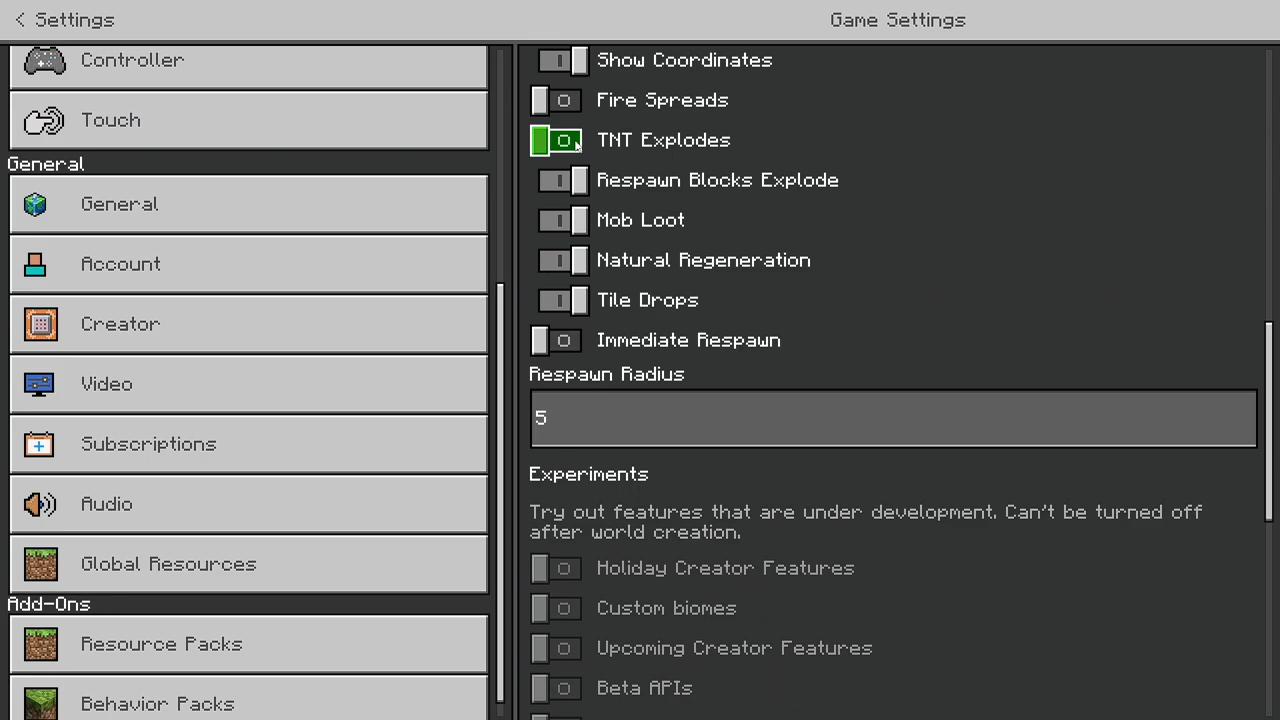 < Settings
Game Settings
Controller
Touch
General
General
Account
Creator
Video
Subscriptions
Audio
Global Resources
Add-Ons
Resource Packs
Behavior Packs
Show Coordinates
Fire Spreads
TNT Explodes
Respawn Blocks Explode
Mob Loot
Natural Regeneration
Tile Drops
Immediate Respawn
Respawn Radius
5
Experiments
Try out features that are under development. Can't be turned off
after world creation.
Holiday Creator Features
Custom biomes
Upcoming Creator Features
Beta APIs